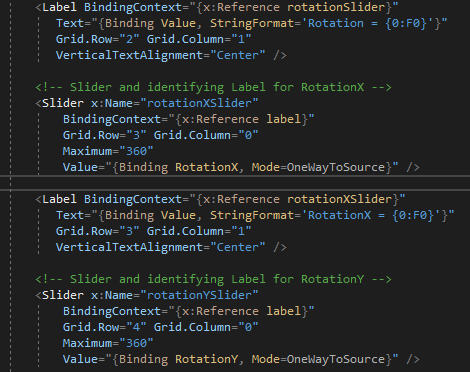 <Label BindingContext="{x:Reference rotationSlider}"
Text="{Binding Value, StringFormat='Rotation = {0:F0}'}"
Grid.Row="2" Grid.Column="1"
VerticalTextAlignment="Center" />
<!-- Slider and identifying Label for RotationX -->
<Slider x:Name="rotationXSlider"
BindingContext="{x:Reference label}"
Grid.Row="3" Grid.Column="0"
Maximum="360"
Value="{Binding RotationX, Mode=OneWayToSource}" />
<Label BindingContext="{x:Reference rotationXSlider}"
Text="{Binding Value, StringFormat='RotationX = {0:F0}'}"
Grid.Row="3" Grid.Column="1"
VerticalTextAlignment="Center" />
<!-- Slider and identifying Label for RotationY -->
<Slider x:Name="rotationYSlider"
BindingContext="{x:Reference label}"
Grid.Row="4" Grid.Column="0"
Maximum="360"
Value="{Binding RotationY, Mode=OneWayToSource}" />